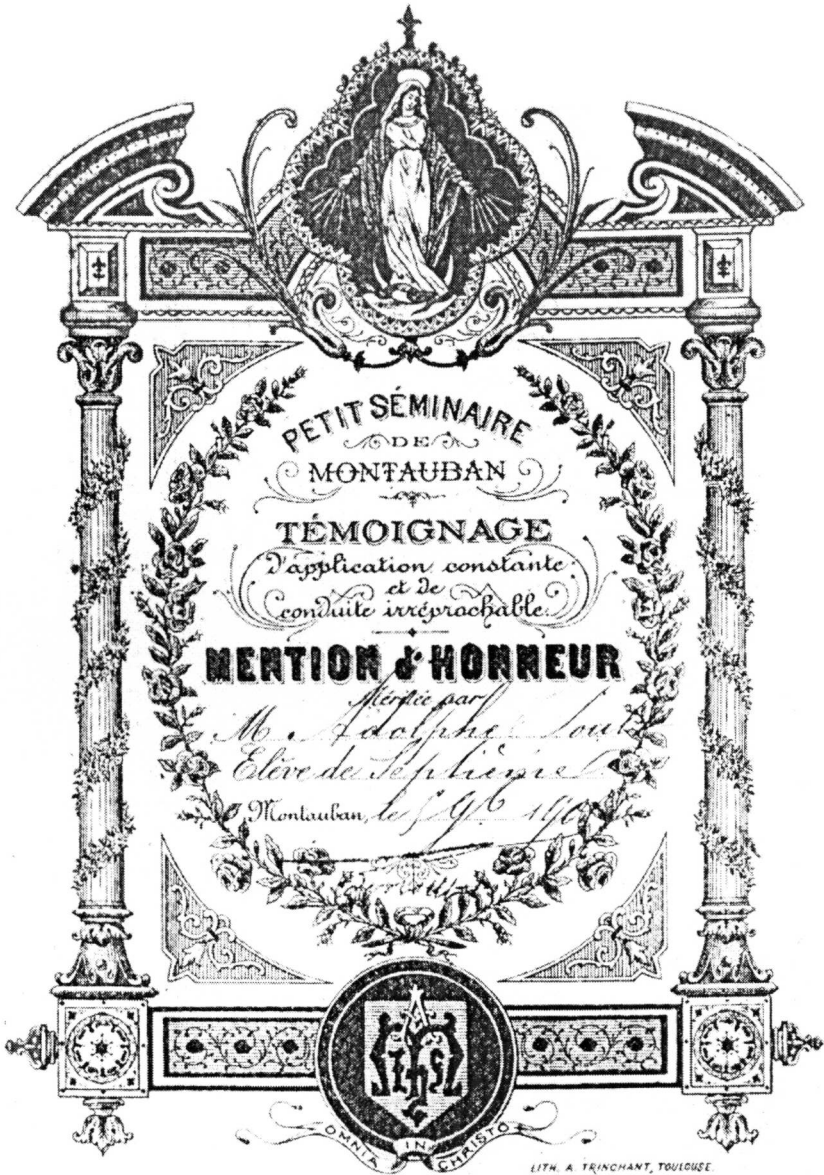 PETIT SÉMINAIRE
DE
MONTAUBAN
TÉMOIGNAGE
d'application constante
et de
conduite irréprochable.
MENTION d'HONNEUR
Méritée par
M. Adolphe
Elève de Septième
Montauban, le
OMNIA IN CHRISTO
LITH. A. TRINCHANT, TOULOUSE.